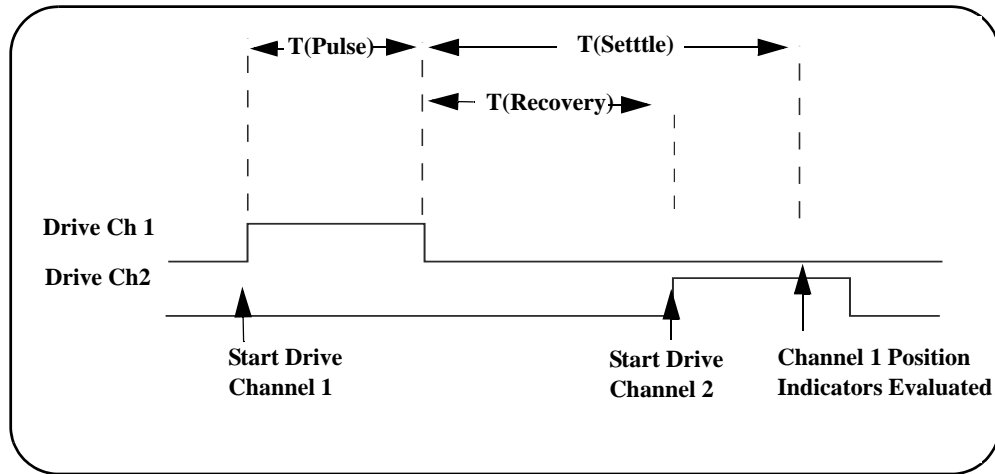 T(Pulse)
T(Setttle)
T(Recovery)
Drive Ch 1
Drive Ch2
Start Drive
Channel 1
Start Drive
Channel 2
Channel 1 Position
Indicators Evaluated